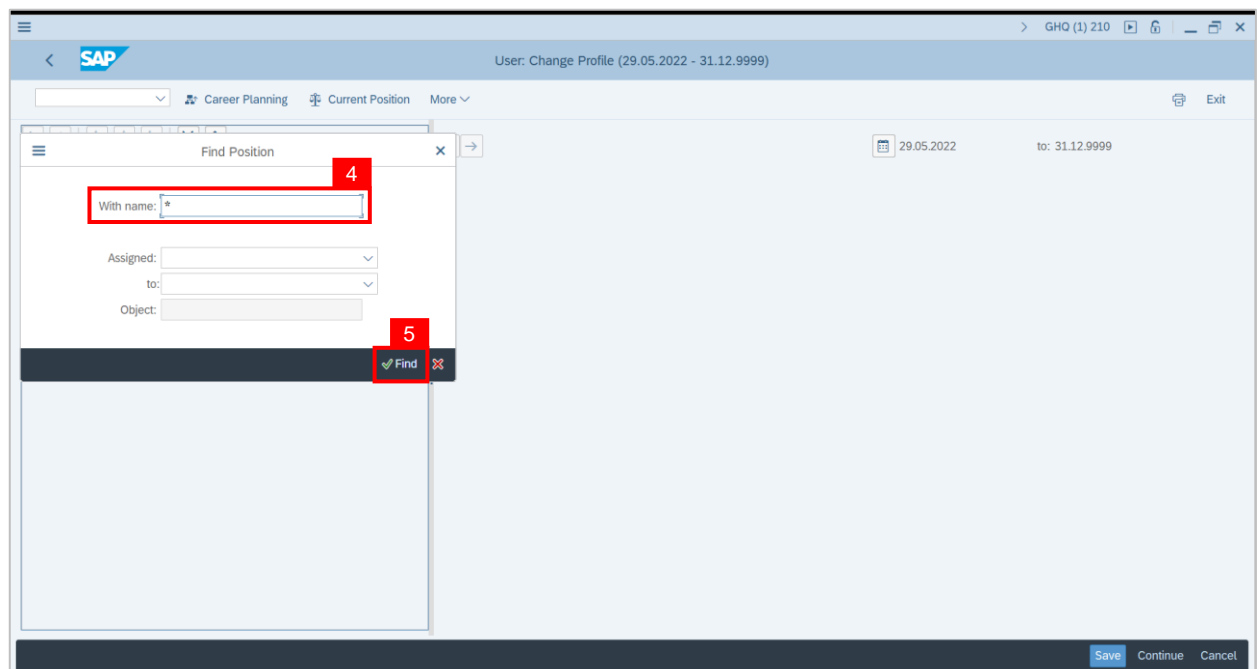 GHQ (1) 210
SAP
User: Change Profile (29.05.2022 - 31.12.9999)
Career Planning Current Position More Exit
Find Position
29.05.2022 to: 31.12.9999
4
With name: *
Assigned:
to:
Object:
5
Find
Save Continue Cancel